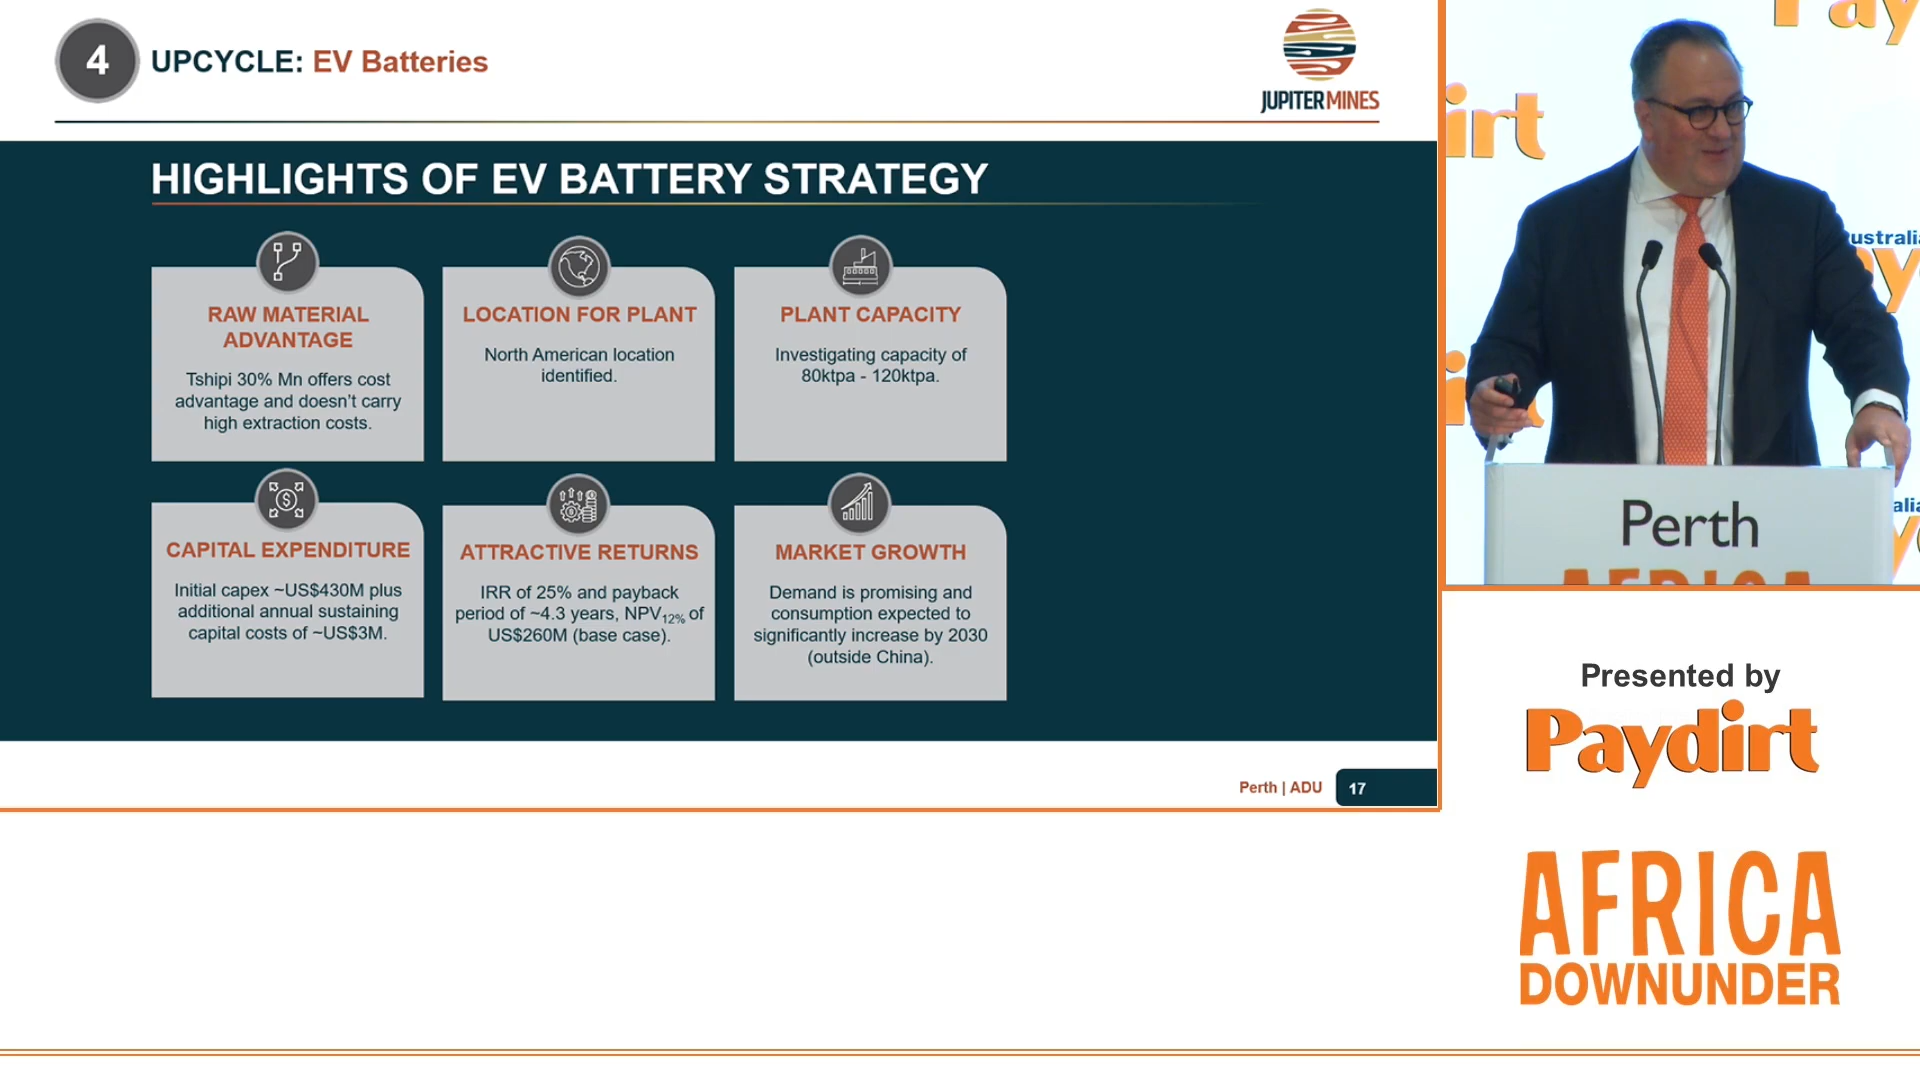 4
UPCYCLE: EV Batteries
JUPITER MINES
HIGHLIGHTS OF EV BATTERY STRATEGY
RAW MATERIAL
ADVANTAGE
Tshipi 30% Mn offers cost
advantage and doesn't carry
high extraction costs.
LOCATION FOR PLANT
North American location
identified.
PLANT CAPACITY
Investigating capacity of
80ktpa - 120ktpa.
CAPITAL EXPENDITURE
Initial capex ~US$430M plus
additional annual sustaining
capital costs of ~US$3M.
ATTRACTIVE RETURNS
IRR of 25% and payback
period of ~4.3 years, NPV12% of
US$260M (base case).
MARKET GROWTH
Demand is promising and
consumption expected to
significantly increase by 2030
(outside China).
Perth | ADU 17
Perth
AFRICA
Presented by
Paydirt
AFRICA
DOWNUNDER